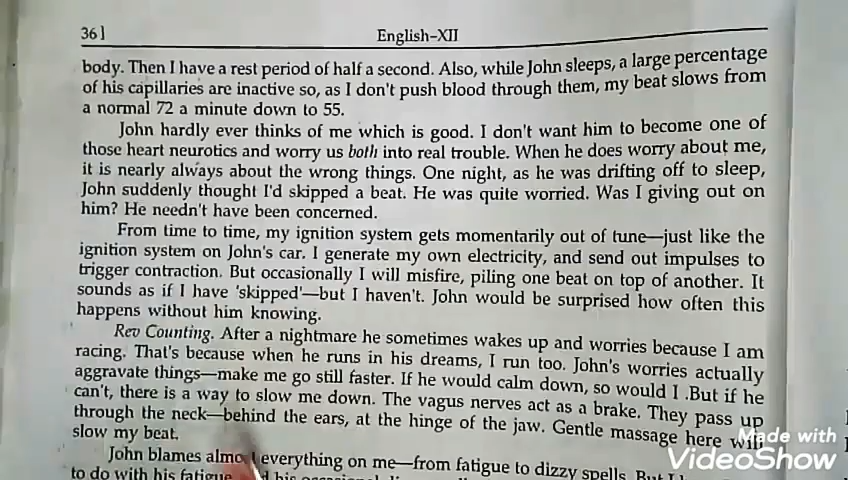 36]
English–XII
body. Then I have a rest period of half a second. Also, while John sleeps, a large percentage
of his capillaries are inactive so, as I don't push blood through them, my beat slows from
a normal 72 a minute down to 55.
John hardly ever thinks of me which is good. I don't want him to become one of
those heart neurotics and worry us both into real trouble. When he does worry about me,
it is nearly always about the wrong things. One night, as he was drifting off to sleep,
John suddenly thought I'd skipped a beat. He was quite worried. Was I giving out on
him? He needn't have been concerned.
From time to time, my ignition system gets momentarily out of tune—just like the
ignition system on John's car. I generate my own electricity, and send out impulses to
trigger contraction. But occasionally I will misfire, piling one beat on top of another. It
sounds as if I have 'skipped'—but I haven't. John would be surprised how often this
happens without him knowing.
Rev Counting. After a nightmare he sometimes wakes up and worries because I am
racing. That's because when he runs in his dreams, I run too. John's worries actually
aggravate things—make me go still faster. If he would calm down, so would I .But if he
can't, there is a way to slow me down. The vagus nerves act as a brake. They pass up
through the neck—behind the ears, at the hinge of the jaw. Gentle massage here will
slow my beat.
John blames everything on me—from fatigue to dizzy spells. But I
to do with his fatigue his
Made with
VideoShow